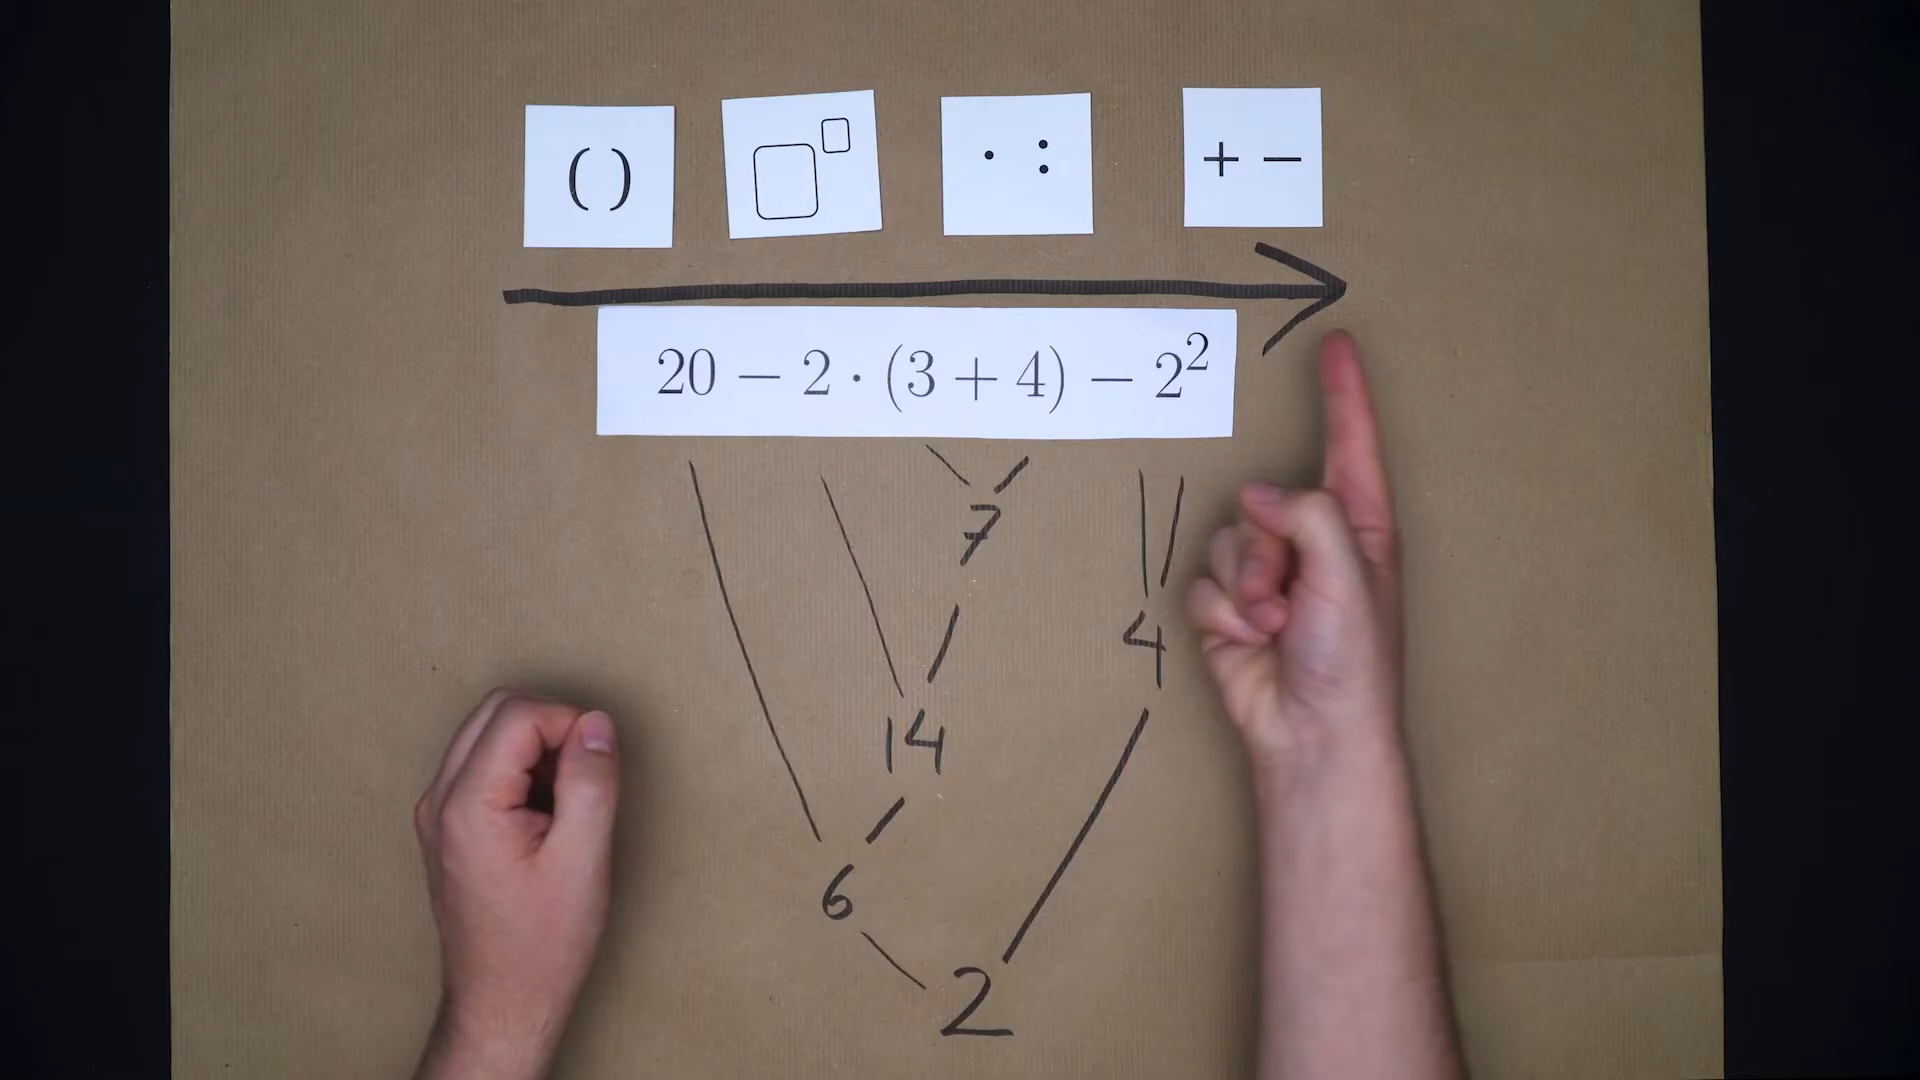 ( ) □^□ · : + −
20 − 2 · (3 + 4) − 2²
7
4
14
6
2